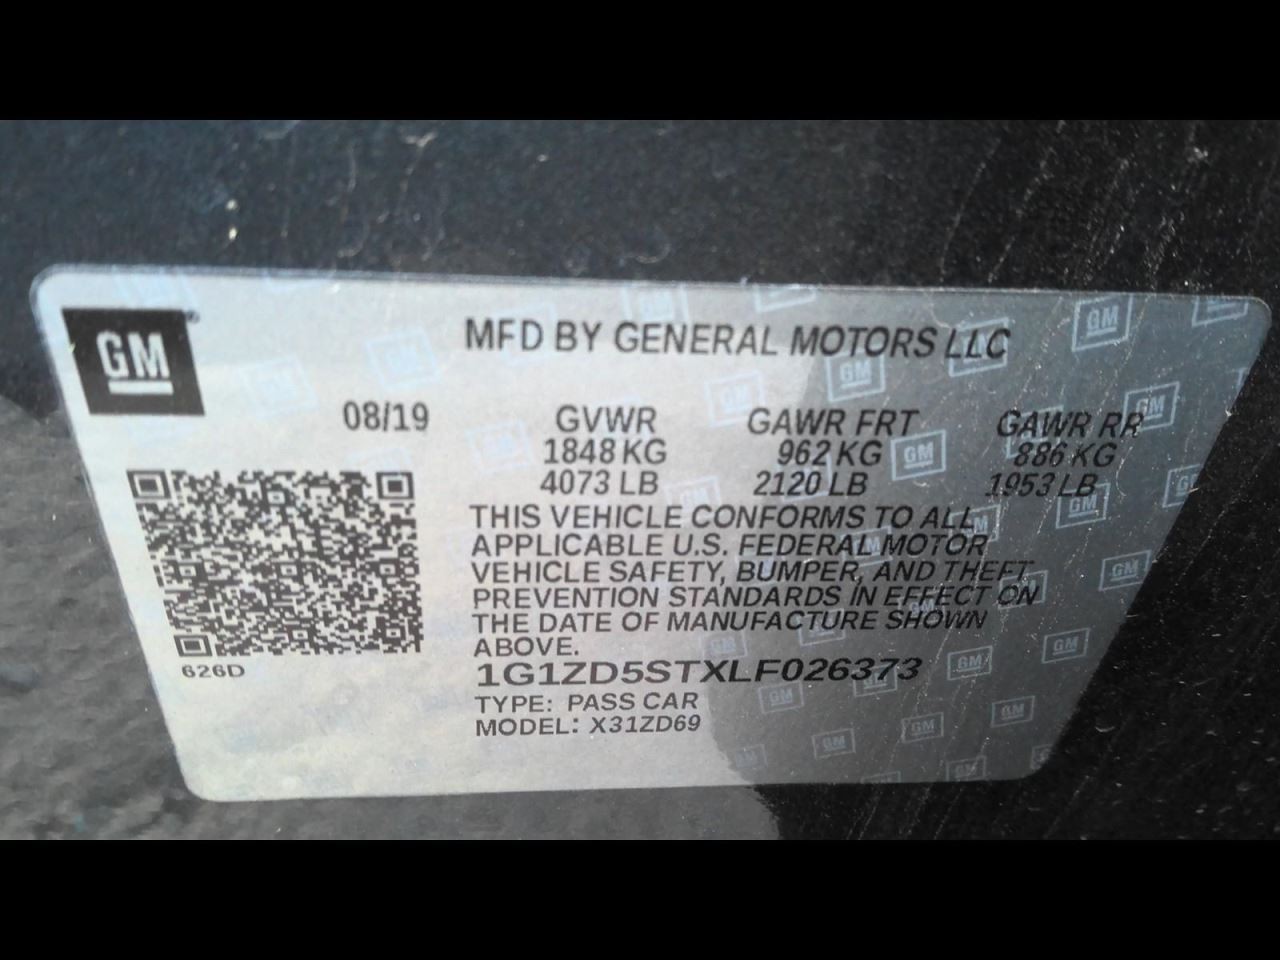 GM
MFD BY GENERAL MOTORS LLC
08/19 GVWR GAWR FRT GAWR RR
1848 KG 962 KG 886 KG
4073 LB 2120 LB 1953 LB
THIS VEHICLE CONFORMS TO ALL
APPLICABLE U.S. FEDERAL MOTOR
VEHICLE SAFETY, BUMPER, AND THEFT
PREVENTION STANDARDS IN EFFECT ON
THE DATE OF MANUFACTURE SHOWN
ABOVE.
626D
1G1ZD5STXLF026373
TYPE: PASS CAR
MODEL: X31ZD69